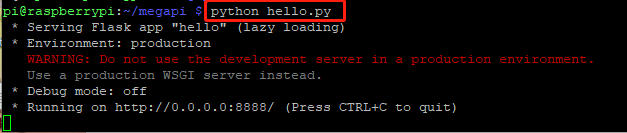 pi@raspberrypi:~/megapi $ python hello.py
* Serving Flask app "hello" (lazy loading)
* Environment: production
WARNING: Do not use the development server in a production environment.
Use a production WSGI server instead.
* Debug mode: off
* Running on http://0.0.0.0:8888/ (Press CTRL+C to quit)